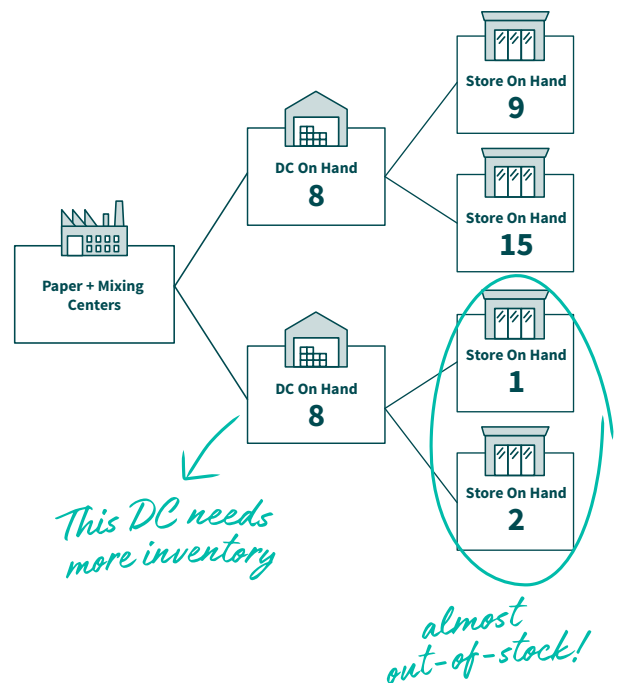 Store On Hand
9
DC On Hand
8
Store On Hand
15
Paper + Mixing
Centers
Store On Hand
1
DC On Hand
8
Store On Hand
2
This DC needs
more inventory
almost
out-of-stock!